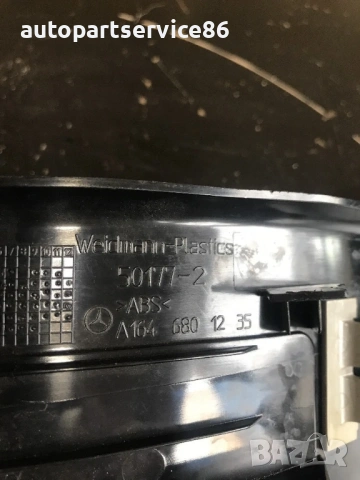 autopartservice86
Weidmann-Plastics
50177-2
>ABS<
A164 680 12 35
BAZAR